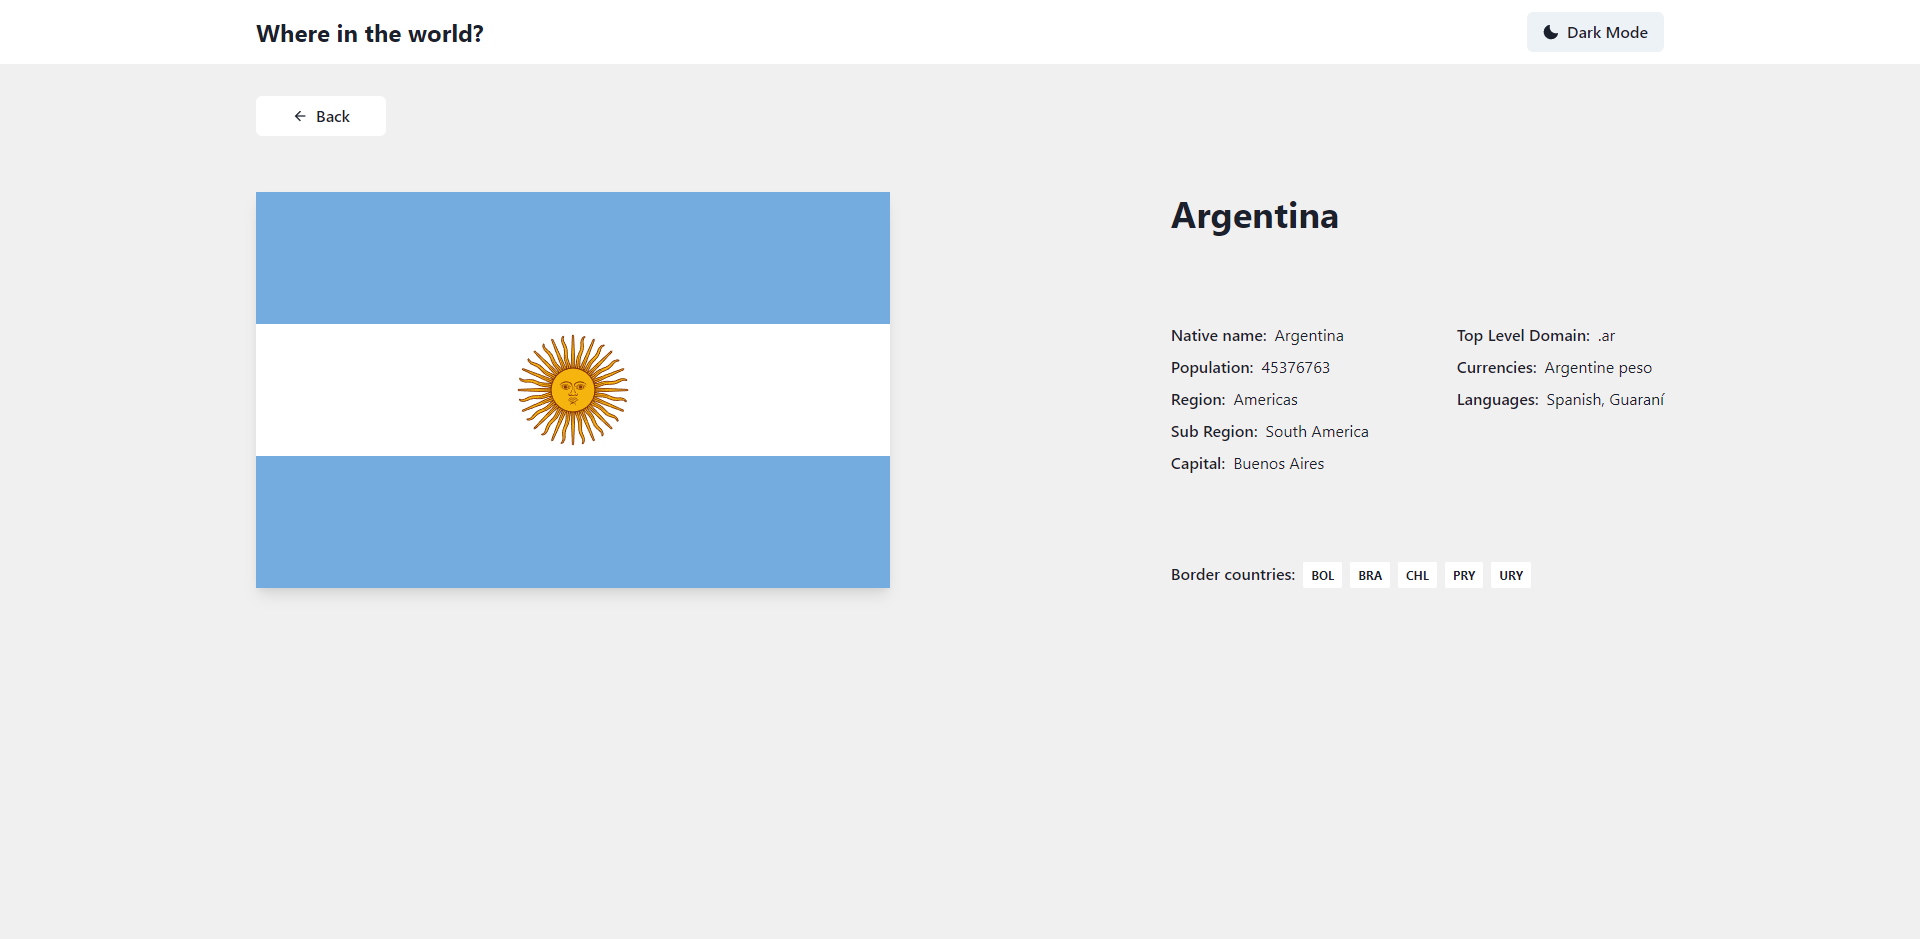 Where in the world?
Dark Mode
Back
Argentina
Native name: Argentina
Population: 45376763
Region: Americas
Sub Region: South America
Capital: Buenos Aires
Top Level Domain: .ar
Currencies: Argentine peso
Languages: Spanish, Guaraní
Border countries: BOL BRA CHL PRY URY